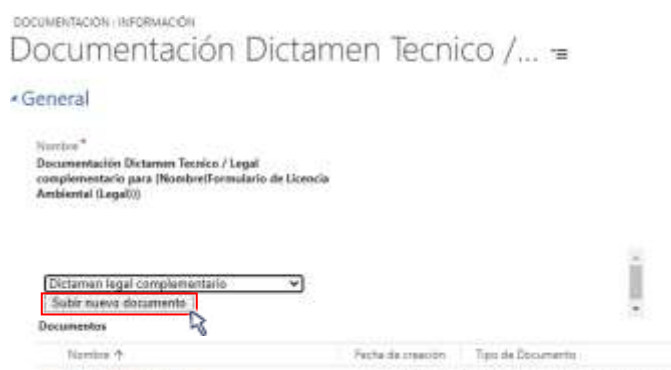 DOCUMENTACIÓN : INFORMACIÓN
Documentación Dictamen Tecnico /...
General
Nombre*
Documentación Dictamen Tecnico / Legal
complementario para [Nombre(Formulario de Licencia
Ambiental (Legal))]
Dictamen legal complementario
Subir nuevo documento
Documentos
Nombre ↑ Fecha de creación Tipo de Documento